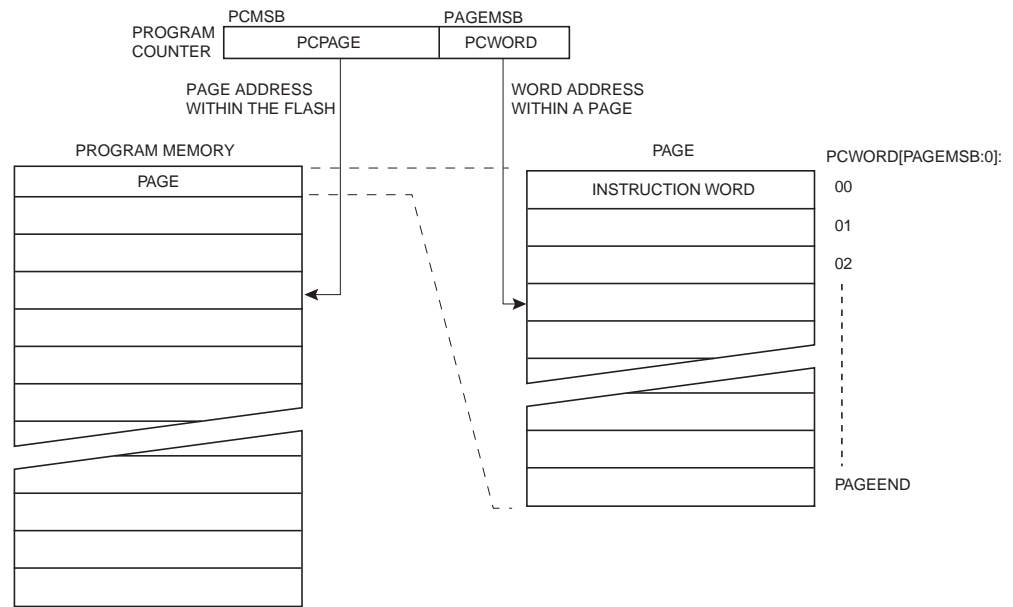 PCMSB
PAGEMSB
PROGRAM
COUNTER
PCPAGE
PCWORD
PAGE ADDRESS
WITHIN THE FLASH
WORD ADDRESS
WITHIN A PAGE
PROGRAM MEMORY
PAGE
PAGE
PCWORD[PAGEMSB:0]:
INSTRUCTION WORD
00
01
02
PAGEEND